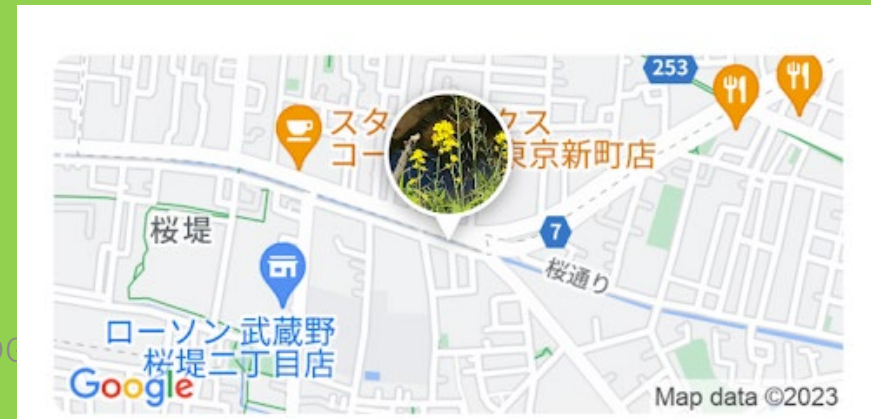 253
スタ
クス
コー
東京新町店
7
桜堤
桜通り
ローソン 武蔵野
桜堤二丁目店
Google
Map data ©2023